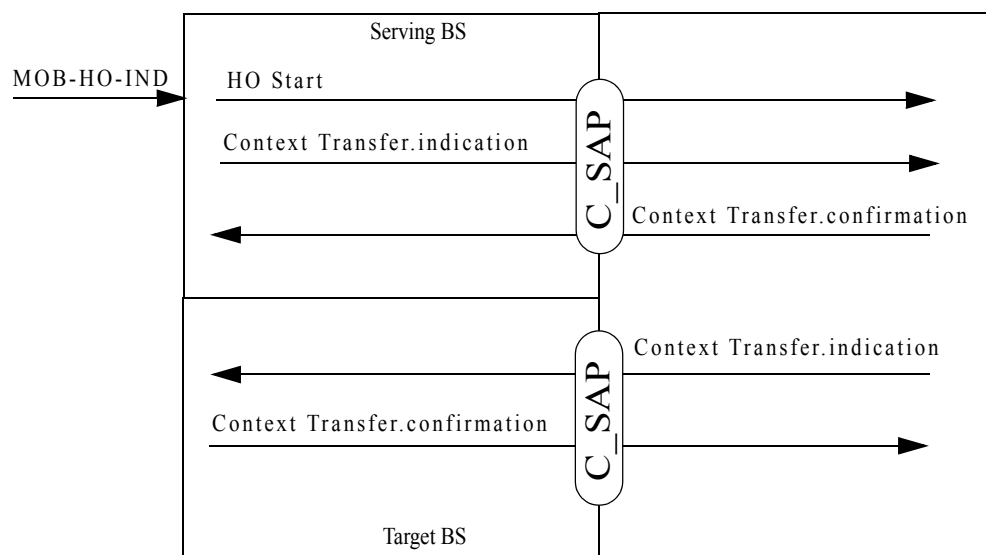 Serving BS
MOB-HO-IND
HO Start
Context Transfer.indication
C_SAP
Context Transfer.confirmation
Context Transfer.indication
C_SAP
Context Transfer.confirmation
Target BS